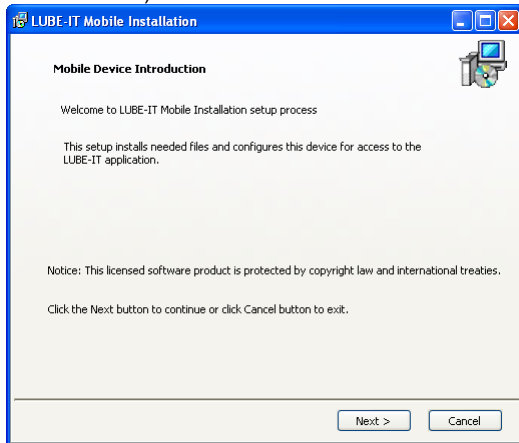 LUBE-IT Mobile Installation
Mobile Device Introduction
Welcome to LUBE-IT Mobile Installation setup process
This setup installs needed files and configures this device for access to the
LUBE-IT application.
Notice: This licensed software product is protected by copyright law and international treaties.
Click the Next button to continue or click Cancel button to exit.
Next >
Cancel